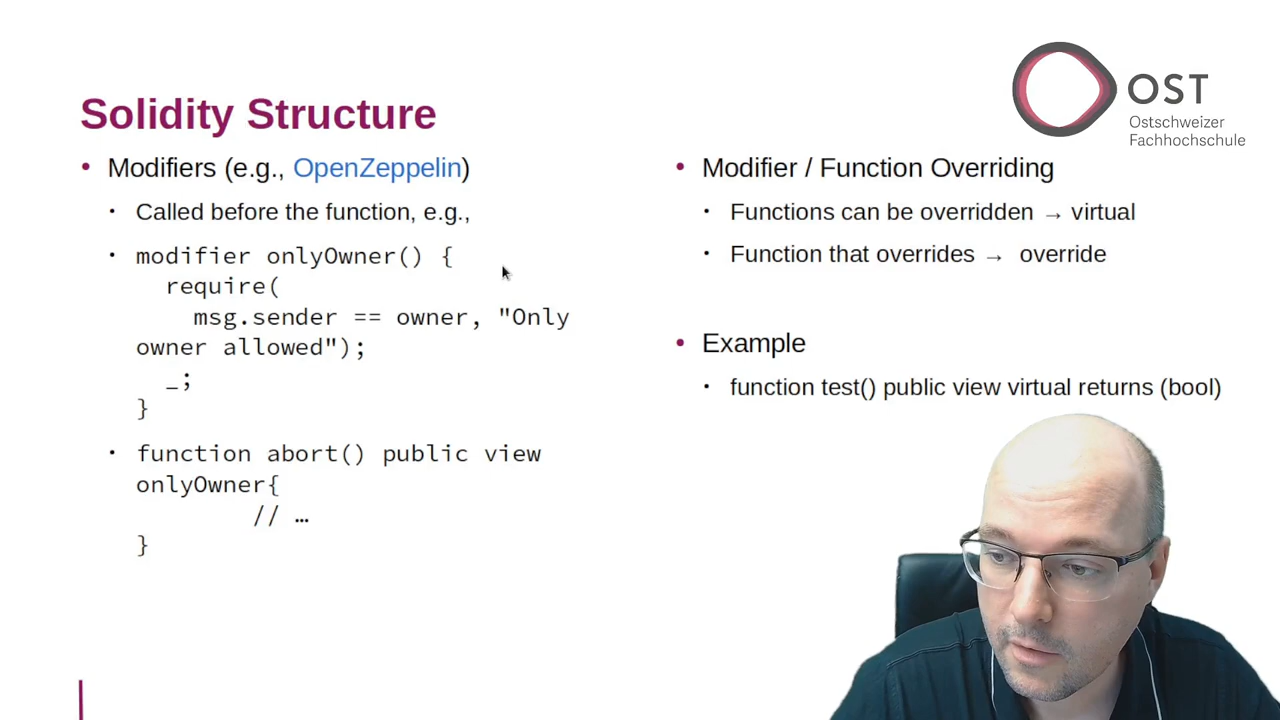 OST
Ostschweizer
Fachhochschule
Solidity Structure
• Modifiers (e.g., OpenZeppelin)
• Called before the function, e.g.,
• modifier onlyOwner() {
require(
msg.sender == owner, "Only
owner allowed");
_;
}
• function abort() public view
onlyOwner{
// …
}
• Modifier / Function Overriding
• Functions can be overridden → virtual
• Function that overrides → override
• Example
• function test() public view virtual returns (bool)